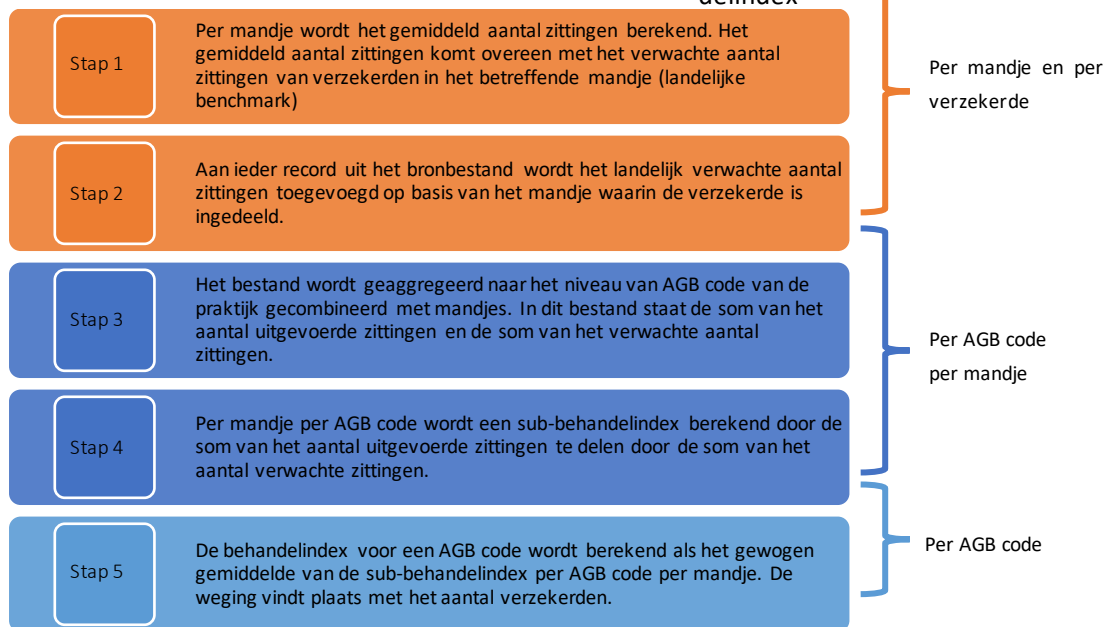 delindex
Stap 1
Per mandje wordt het gemiddeld aantal zittingen berekend. Het
gemiddeld aantal zittingen komt overeen met het verwachte aantal
zittingen van verzekerden in het betreffende mandje (landelijke
benchmark)
Per mandje en per
verzekerde
Stap 2
Aan ieder record uit het bronbestand wordt het landelijk verwachte aantal
zittingen toegevoegd op basis van het mandje waarin de verzekerde is
ingedeeld.
Stap 3
Het bestand wordt geaggregeerd naar het niveau van AGB code van de
praktijk gecombineerd met mandjes. In dit bestand staat de som van het
aantal uitgevoerde zittingen en de som van het verwachte aantal
zittingen.
Per AGB code
per mandje
Stap 4
Per mandje per AGB code wordt een sub-behandelindex berekend door de
som van het aantal uitgevoerde zittingen te delen door de som van het
aantal verwachte zittingen.
Stap 5
De behandelindex voor een AGB code wordt berekend als het gewogen
gemiddelde van de sub-behandelindex per AGB code per mandje. De
weging vindt plaats met het aantal verzekerden.
Per AGB code